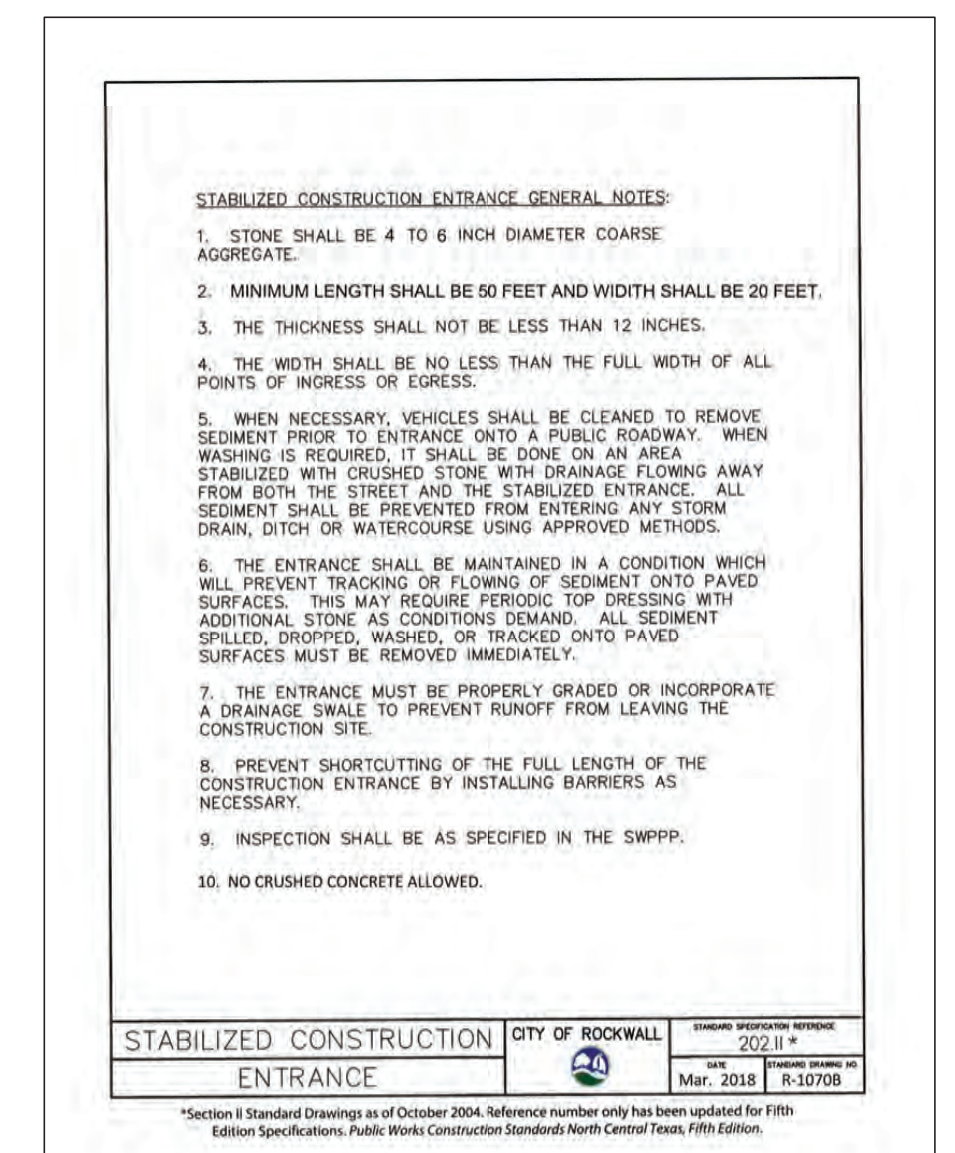 STABILIZED CONSTRUCTION ENTRANCE GENERAL NOTES:
1. STONE SHALL BE 4 TO 6 INCH DIAMETER COARSE
AGGREGATE.
2. MINIMUM LENGTH SHALL BE 50 FEET AND WIDITH SHALL BE 20 FEET.
3. THE THICKNESS SHALL NOT BE LESS THAN 12 INCHES.
4. THE WIDTH SHALL BE NO LESS THAN THE FULL WIDTH OF ALL
POINTS OF INGRESS OR EGRESS.
5. WHEN NECESSARY, VEHICLES SHALL BE CLEANED TO REMOVE
SEDIMENT PRIOR TO ENTRANCE ONTO A PUBLIC ROADWAY. WHEN
WASHING IS REQUIRED, IT SHALL BE DONE ON AN AREA
STABILIZED WITH CRUSHED STONE WITH DRAINAGE FLOWING AWAY
FROM BOTH THE STREET AND THE STABILIZED ENTRANCE. ALL
SEDIMENT SHALL BE PREVENTED FROM ENTERING ANY STORM
DRAIN, DITCH OR WATERCOURSE USING APPROVED METHODS.
6. THE ENTRANCE SHALL BE MAINTAINED IN A CONDITION WHICH
WILL PREVENT TRACKING OR FLOWING OF SEDIMENT ONTO PAVED
SURFACES. THIS MAY REQUIRE PERIODIC TOP DRESSING WITH
ADDITIONAL STONE AS CONDITIONS DEMAND. ALL SEDIMENT
SPILLED, DROPPED, WASHED, OR TRACKED ONTO PAVED
SURFACES MUST BE REMOVED IMMEDIATELY.
7. THE ENTRANCE MUST BE PROPERLY GRADED OR INCORPORATE
A DRAINAGE SWALE TO PREVENT RUNOFF FROM LEAVING THE
CONSTRUCTION SITE.
8. PREVENT SHORTCUTTING OF THE FULL LENGTH OF THE
CONSTRUCTION ENTRANCE BY INSTALLING BARRIERS AS
NECESSARY.
9. INSPECTION SHALL BE AS SPECIFIED IN THE SWPPP.
10. NO CRUSHED CONCRETE ALLOWED.
STABILIZED CONSTRUCTION
ENTRANCE
CITY OF ROCKWALL
STANDARD SPECIFICATION REFERENCE
202.II *
DATE
Mar. 2018
STANDARD DRAWING NO
R-1070B
*Section II Standard Drawings as of October 2004. Reference number only has been updated for Fifth
Edition Specifications. Public Works Construction Standards North Central Texas, Fifth Edition.